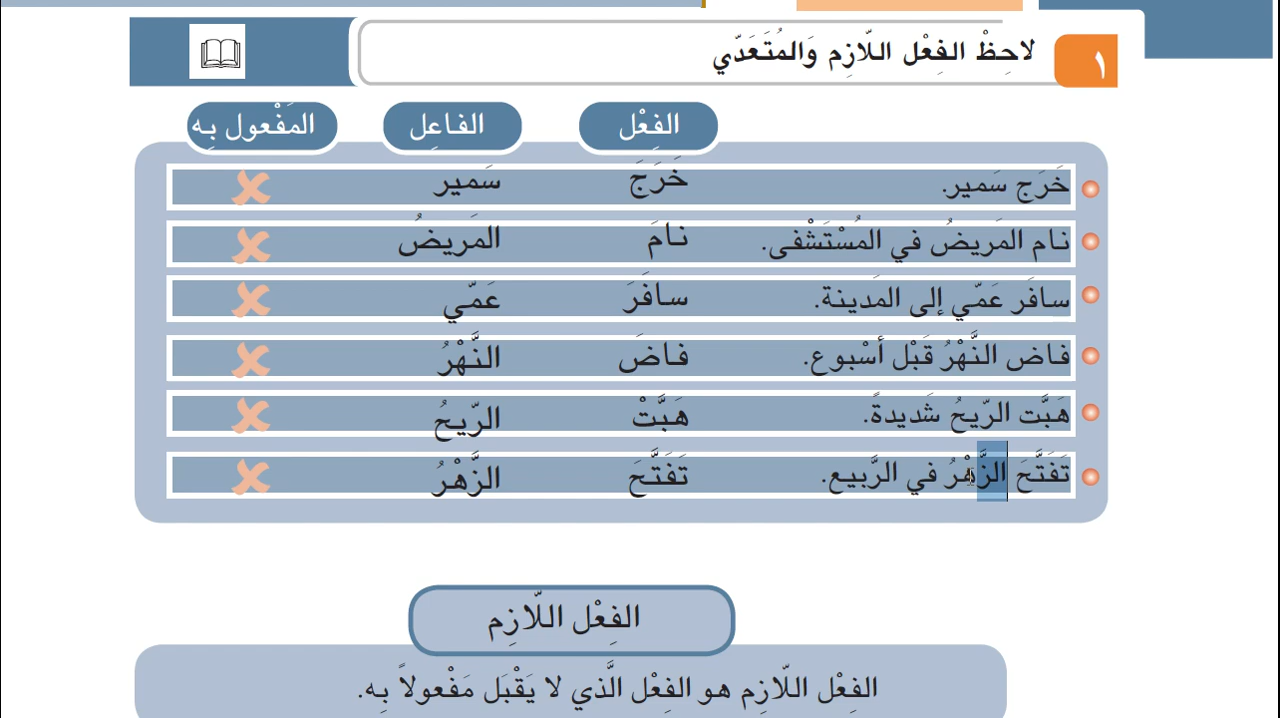 ١ لاحِظْ الفِعْل اللّازِم وَالمُتَعَدّي
الفِعْل الفاعِل المَفْعول بِه
خَرَج سَمير. خَرَجَ سَمير
نام المَريضُ في المُسْتَشْفى. نامَ المَريضُ
سافَر عَمّي إلى المَدينة. سافَرَ عَمّي
فاض النَّهْرُ قَبْل أسْبوع. فاضَ النَّهْرُ
هَبَّت الرّيحُ شَديدةً. هَبَّتْ الرّيحُ
تَفَتَّحَ الزَّهْرُ في الرَّبيع. تَفَتَّحَ الزَّهْرُ
الفِعْل اللّازِم
الفِعْل اللّازِم هو الفِعْل الَّذي لا يَقْبَل مَفْعولاً بِه.